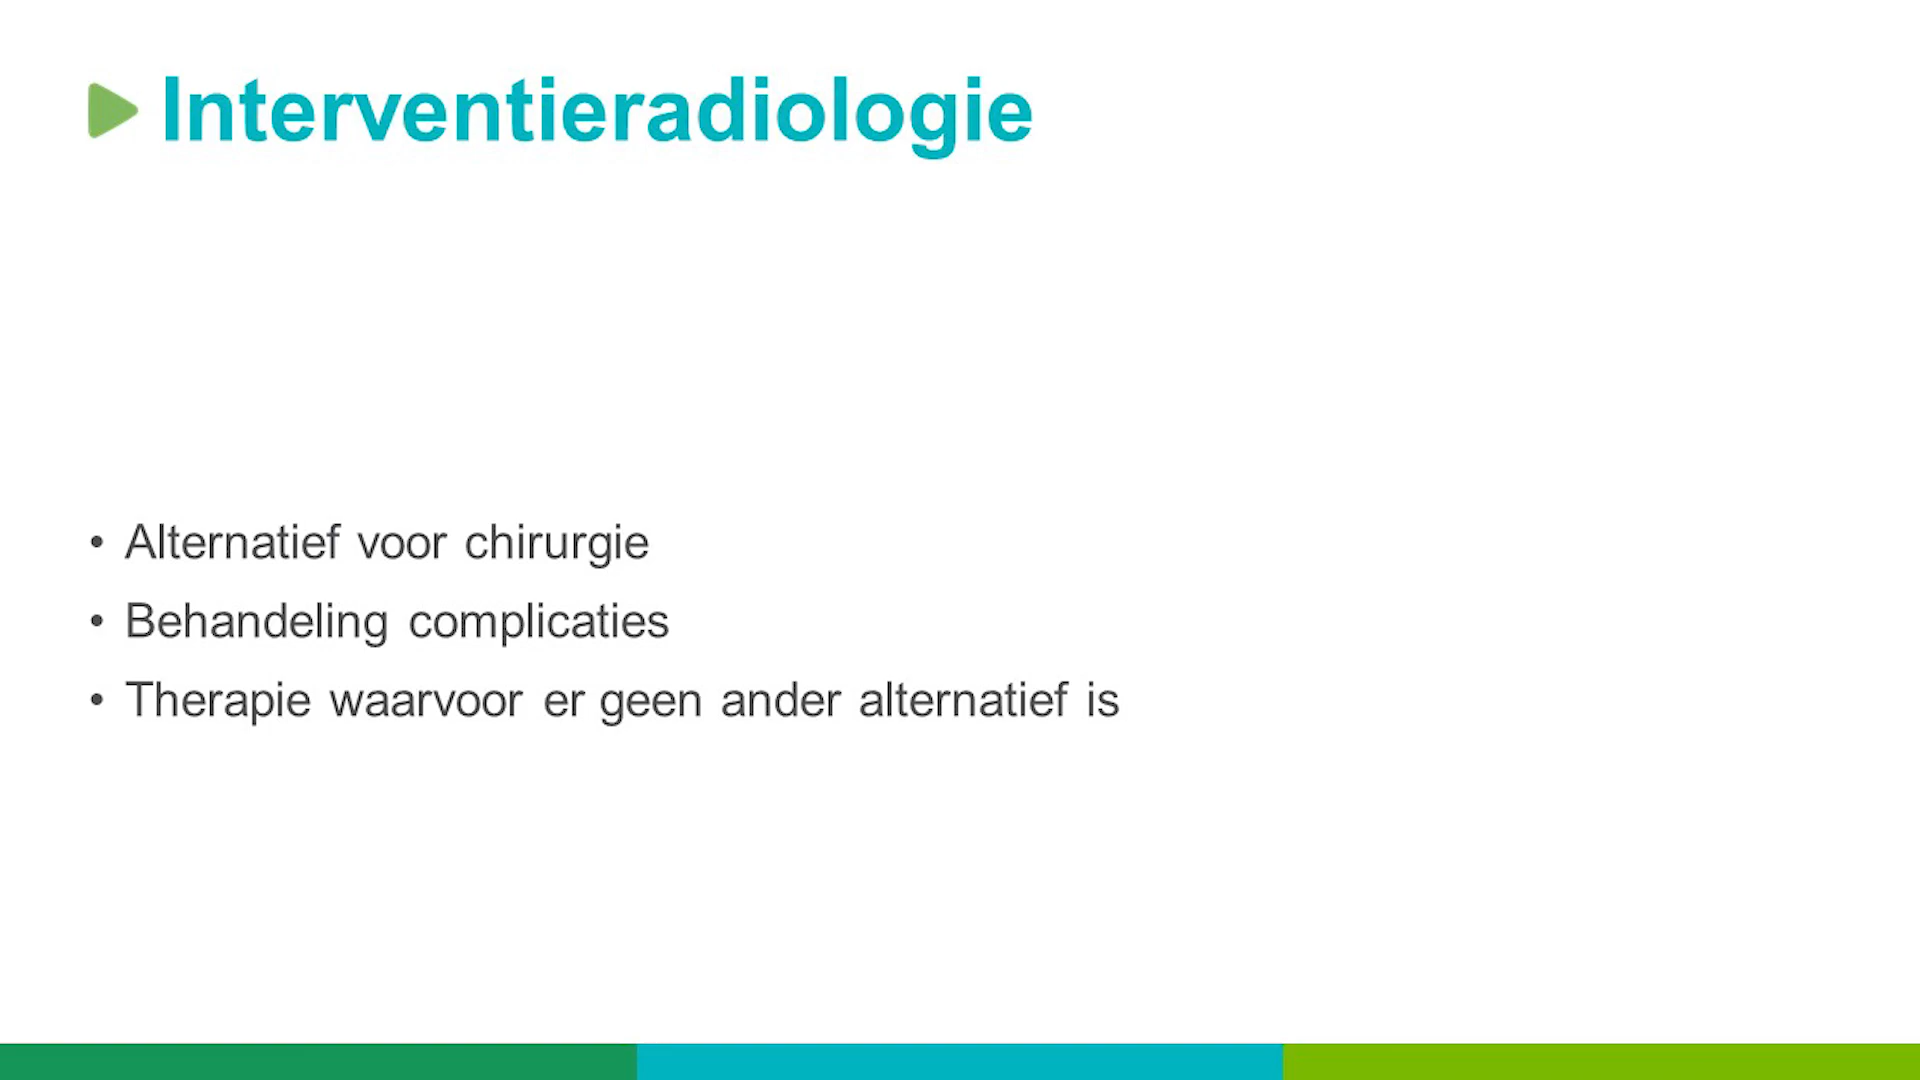 Interventieradiologie
• Alternatief voor chirurgie
• Behandeling complicaties
• Therapie waarvoor er geen ander alternatief is